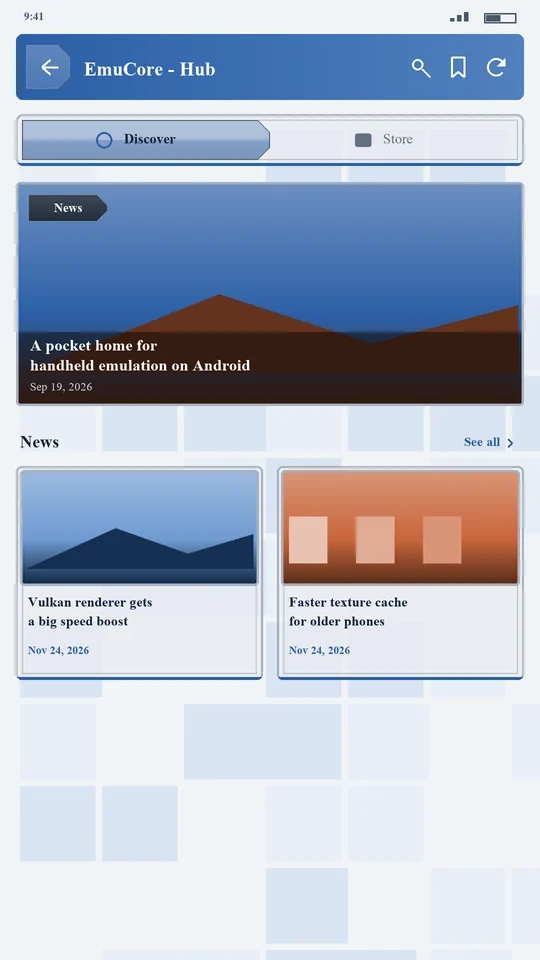 9:41
EmuCore - Hub
Discover
Store
News
A pocket home for
handheld emulation on Android
Sep 19, 2026
News
See all
Vulkan renderer gets
a big speed boost
Nov 24, 2026
Faster texture cache
for older phones
Nov 24, 2026